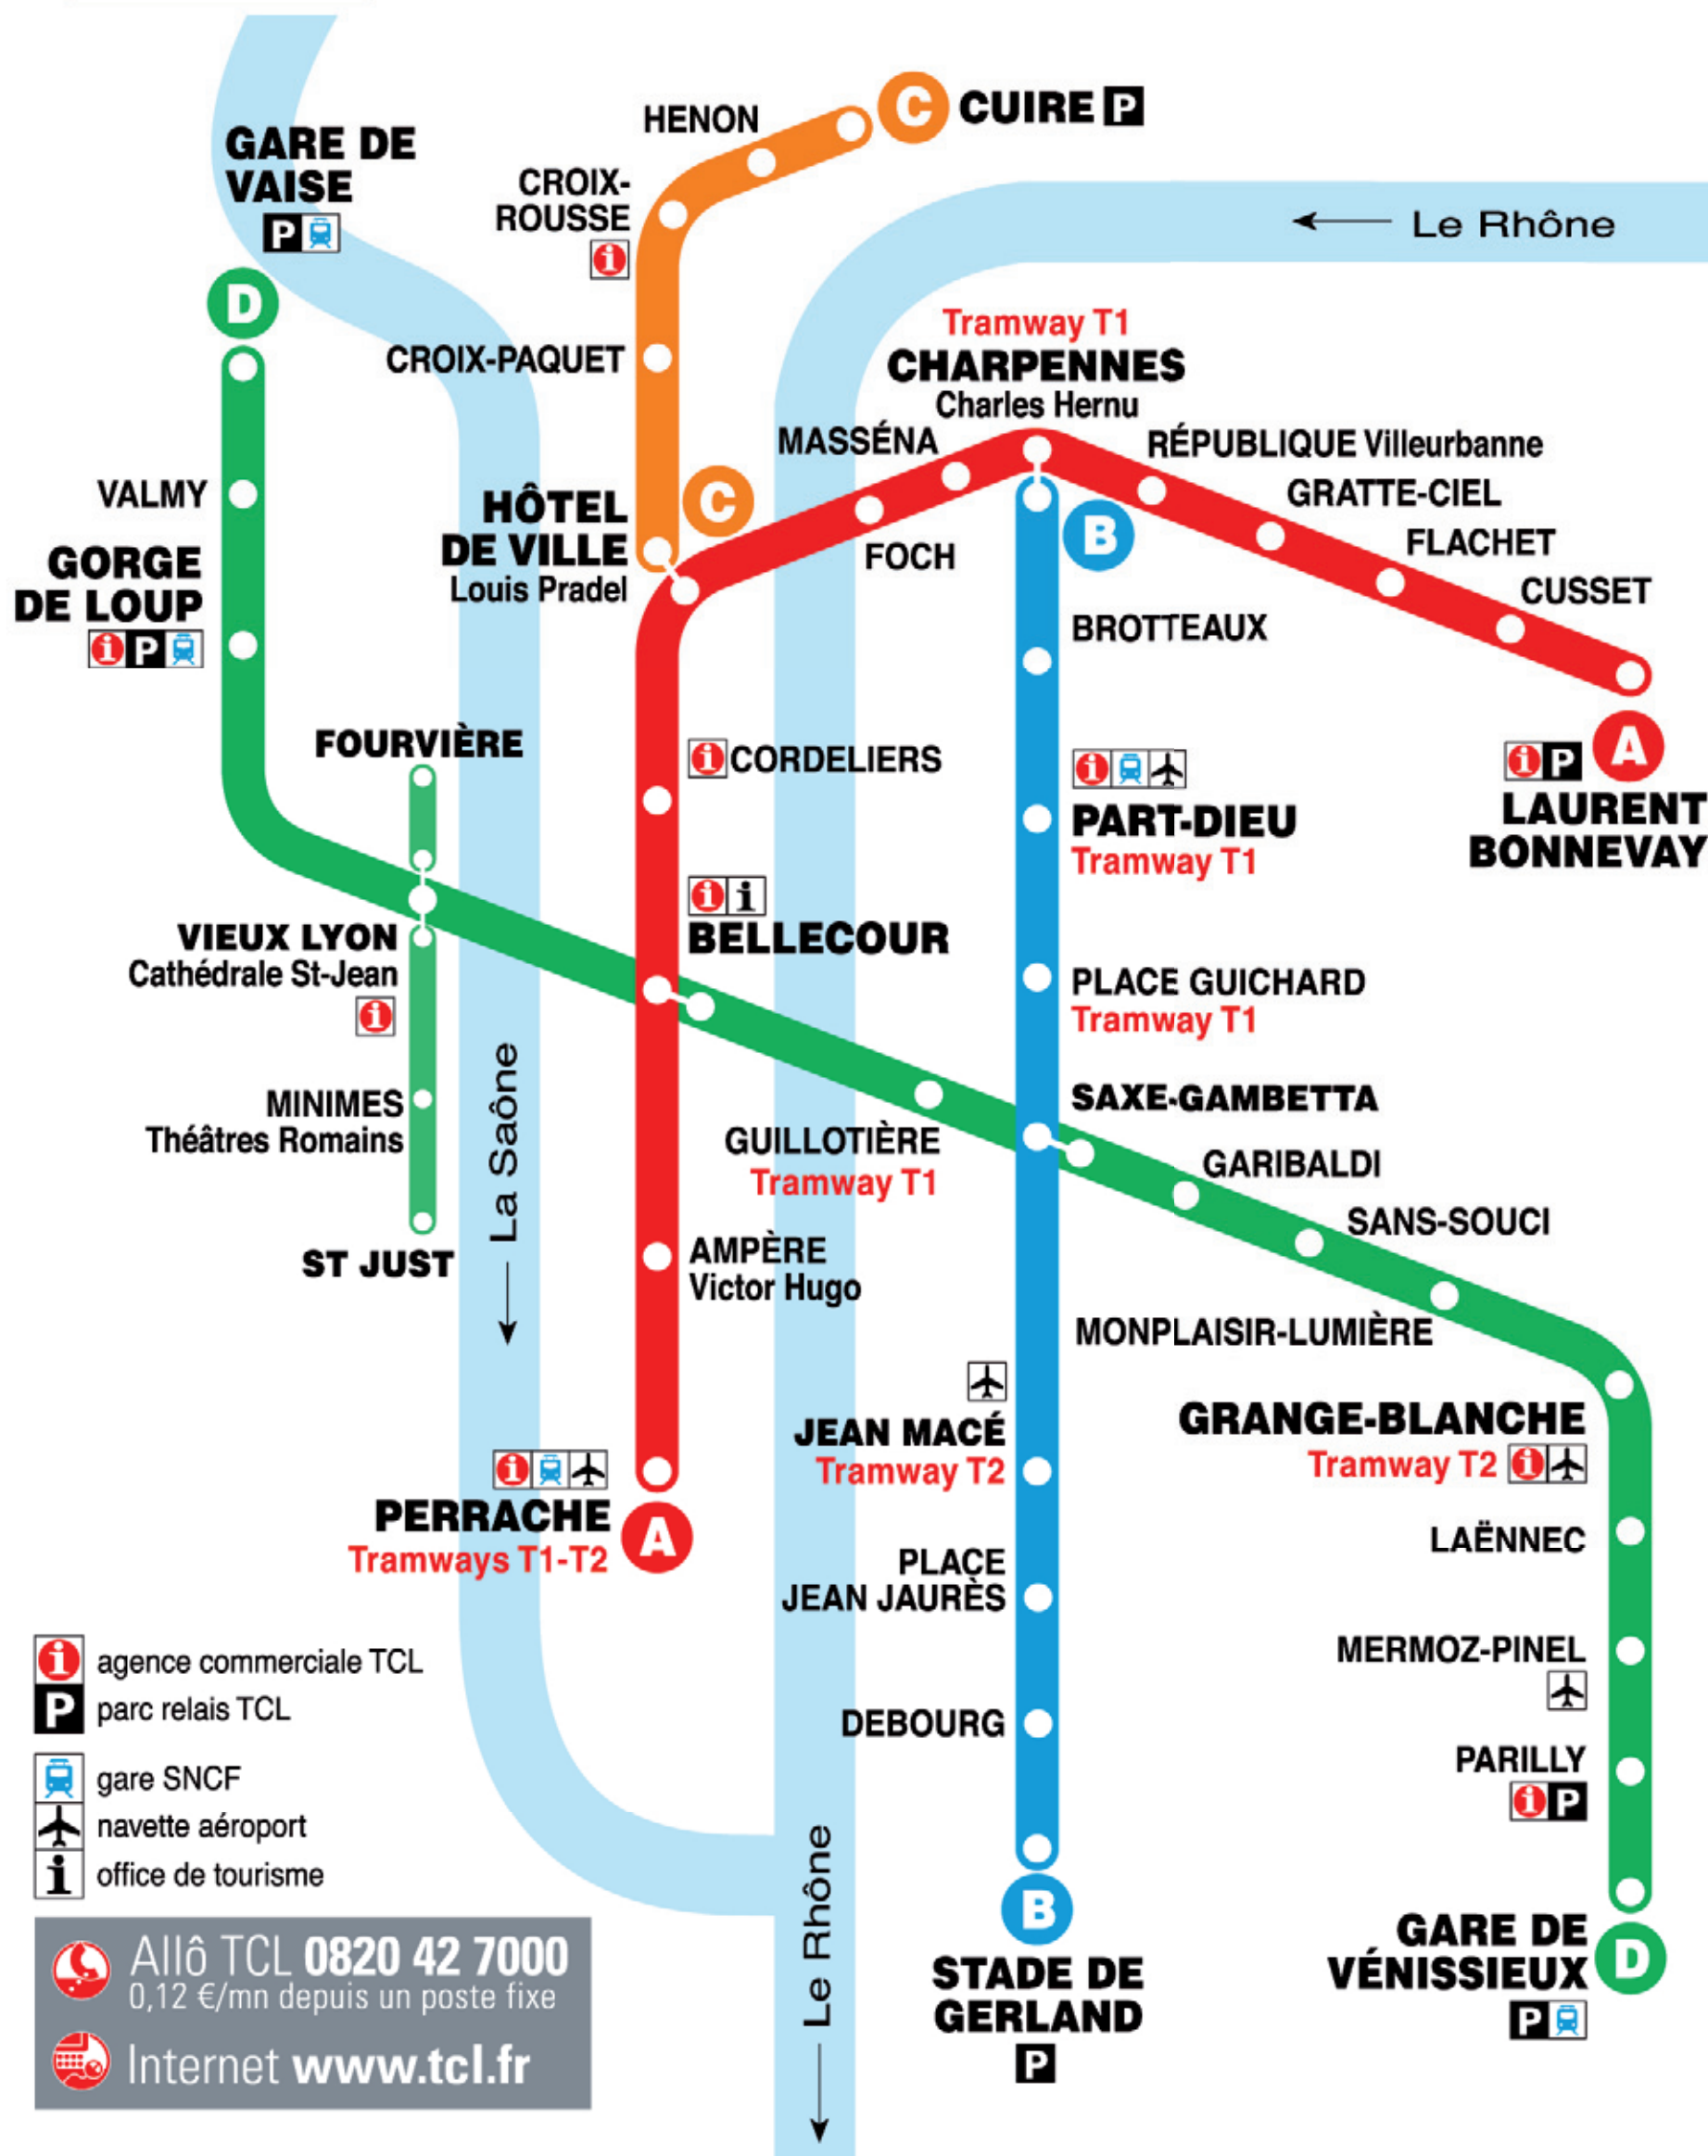 HENON
C
CUIRE P
GARE DE
VAISE
P
CROIX-
ROUSSE
i
Le Rhône
D
Tramway T1
CHARPENNES
Charles Hernu
CROIX-PAQUET
MASSÉNA
RÉPUBLIQUE Villeurbanne
VALMY
HÔTEL
DE VILLE
Louis Pradel
C
GRATTE-CIEL
B
FLACHET
FOCH
CUSSET
GORGE
DE LOUP
i P
BROTTEAUX
FOURVIÈRE
i CORDELIERS
i
PART-DIEU
Tramway T1
i P
A
LAURENT
BONNEVAY
i i
BELLECOUR
VIEUX LYON
Cathédrale St-Jean
i
PLACE GUICHARD
Tramway T1
MINIMES
Théâtres Romains
La Saône
SAXE-GAMBETTA
GUILLOTIÈRE
Tramway T1
GARIBALDI
SANS-SOUCI
ST JUST
AMPÈRE
Victor Hugo
MONPLAISIR-LUMIÈRE
JEAN MACÉ
Tramway T2
GRANGE-BLANCHE
Tramway T2 i
i
PERRACHE
Tramways T1-T2
A
LAËNNEC
PLACE
JEAN JAURÈS
MERMOZ-PINEL
DEBOURG
PARILLY
i P
i agence commerciale TCL
P parc relais TCL
gare SNCF
navette aéroport
i office de tourisme
Le Rhône
B
STADE DE
GERLAND
P
GARE DE
VÉNISSIEUX
D
P
Allô TCL 0820 42 7000
0,12 €/mn depuis un poste fixe
Internet www.tcl.fr